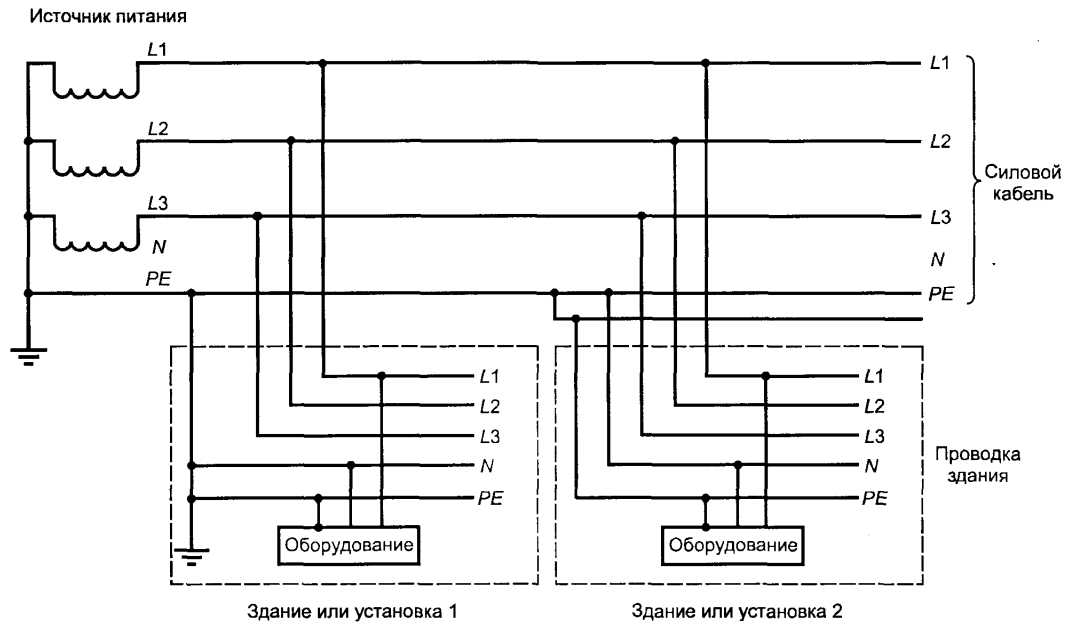 Источник питания
L1
L1
L2
L2
Силовой
кабель
L3
L3
N
N
PE
PE
L1
L2
L3
N
PE
Оборудование
L1
L2
L3
N
PE
Оборудование
Проводка
здания
Здание или установка 1
Здание или установка 2